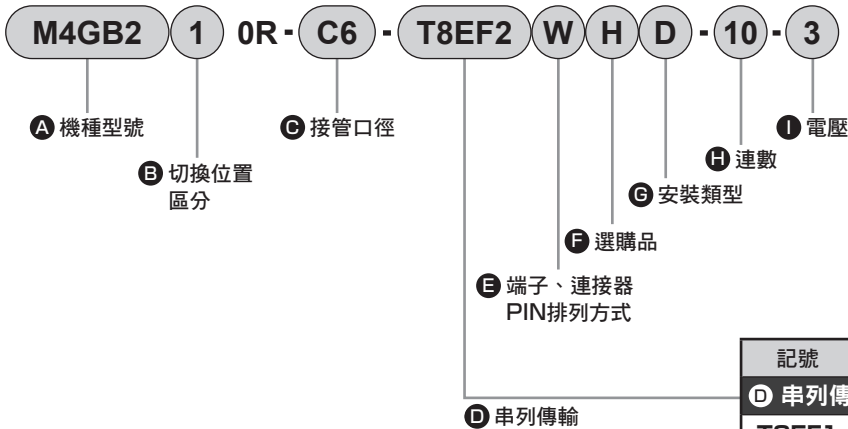 M4GB2 1 0R - C6 - T8EF2 W H D - 10 - 3
A 機種型號
C 接管口徑
I 電壓
B 切換位置
區分
H 連數
G 安裝類型
F 選購品
E 端子、連接器
PIN排列方式
記號
D 串列傳
D 串列傳輸